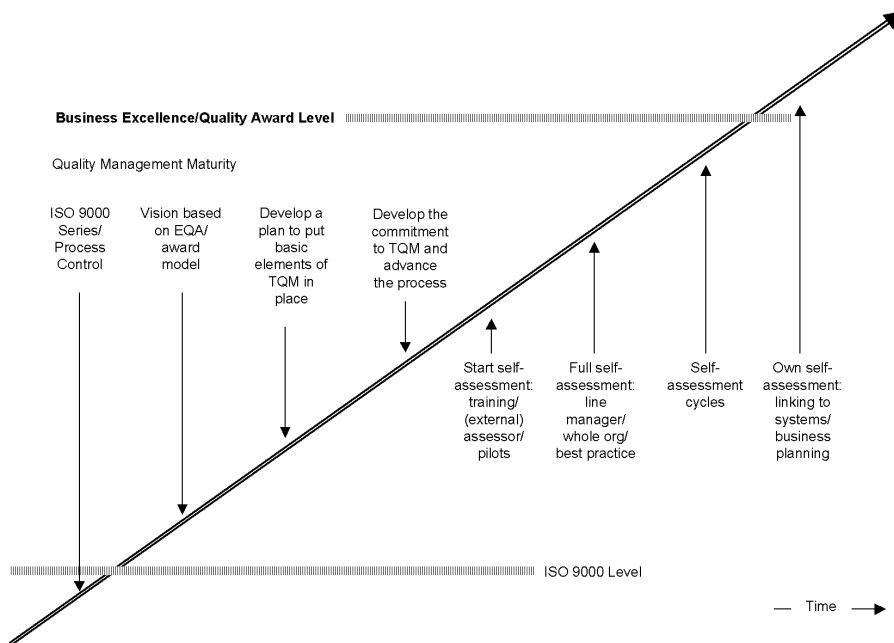 Business Excellence/Quality Award Level
Quality Management Maturity
ISO 9000
Series/
Process
Control
Vision based
on EQA/
award
model
Develop a
plan to put
basic
elements of
TQM in
place
Develop the
commitment
to TQM and
advance
the process
Start self-
assessment:
training/
(external)
assessor/
pilots
Full self-
assessment:
line
manager/
whole org/
best practice
Self-
assessment
cycles
Own self-
assessment:
linking to
systems/
business
planning
ISO 9000 Level
Time